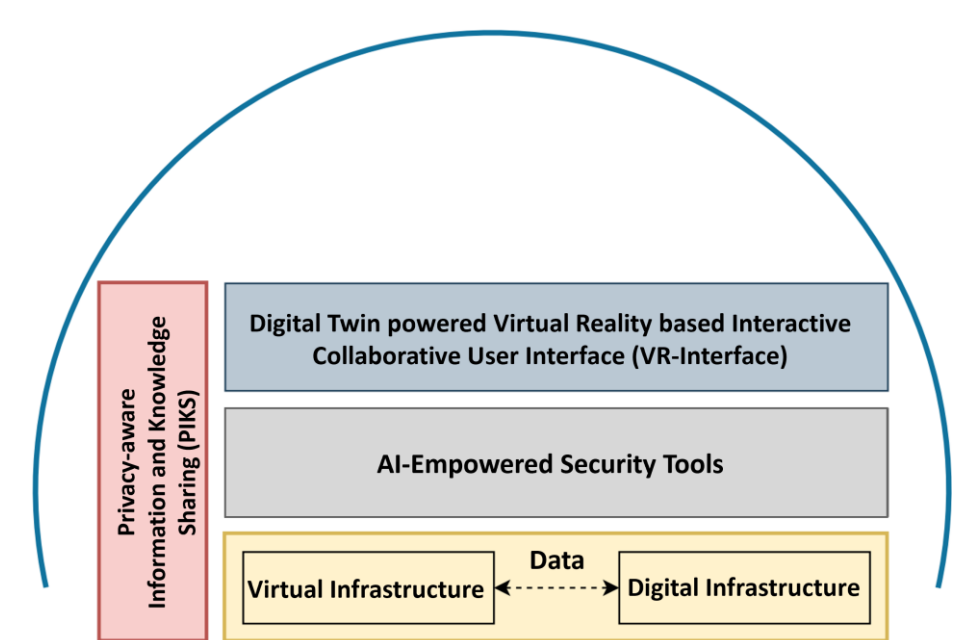 Privacy-aware
Information and Knowledge
Sharing (PIKS)
Digital Twin powered Virtual Reality based Interactive
Collaborative User Interface (VR-Interface)
AI-Empowered Security Tools
Data
Virtual Infrastructure
Digital Infrastructure